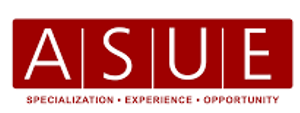 ASUE
SPECIALIZATION • EXPERIENCE • OPPORTUNITY